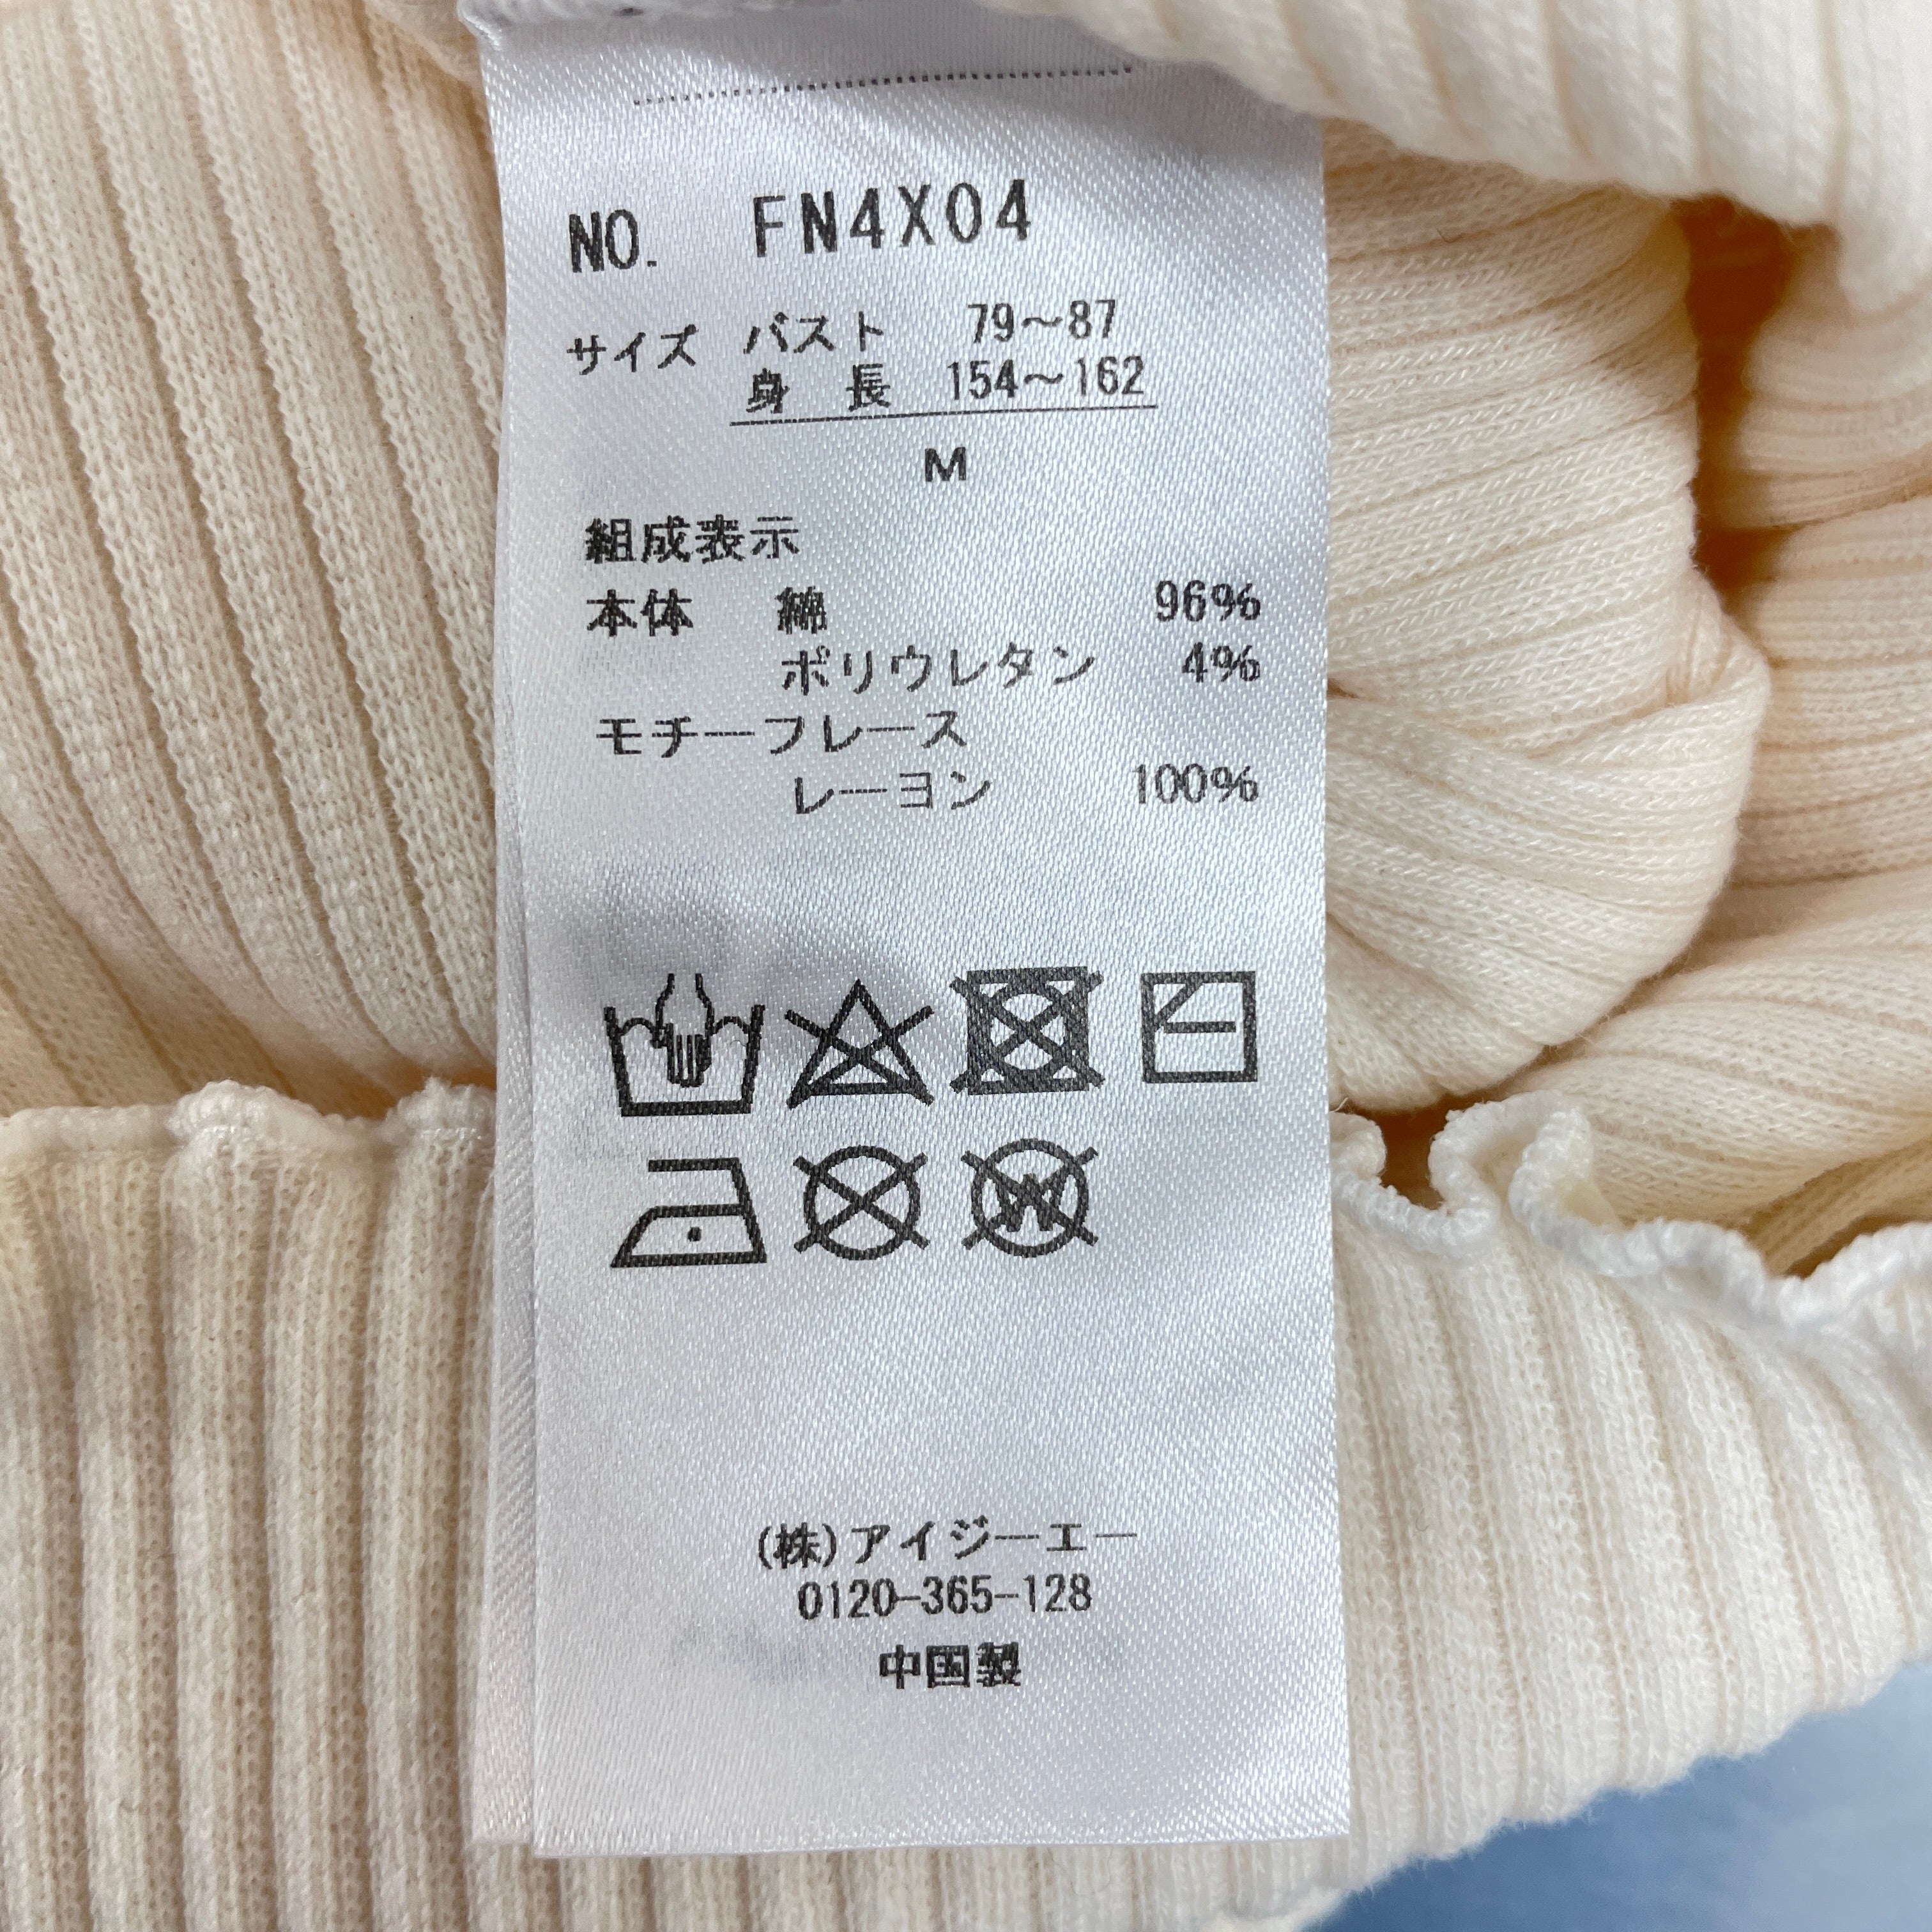 NO. FN4X04
サイズ バスト 79～87
身 長 154～162
M
組成表示
本体 綿 96%
ポリウレタン 4%
モチーフレース
レーヨン 100%
W
(株)アイジーエー
0120-365-128
中国製